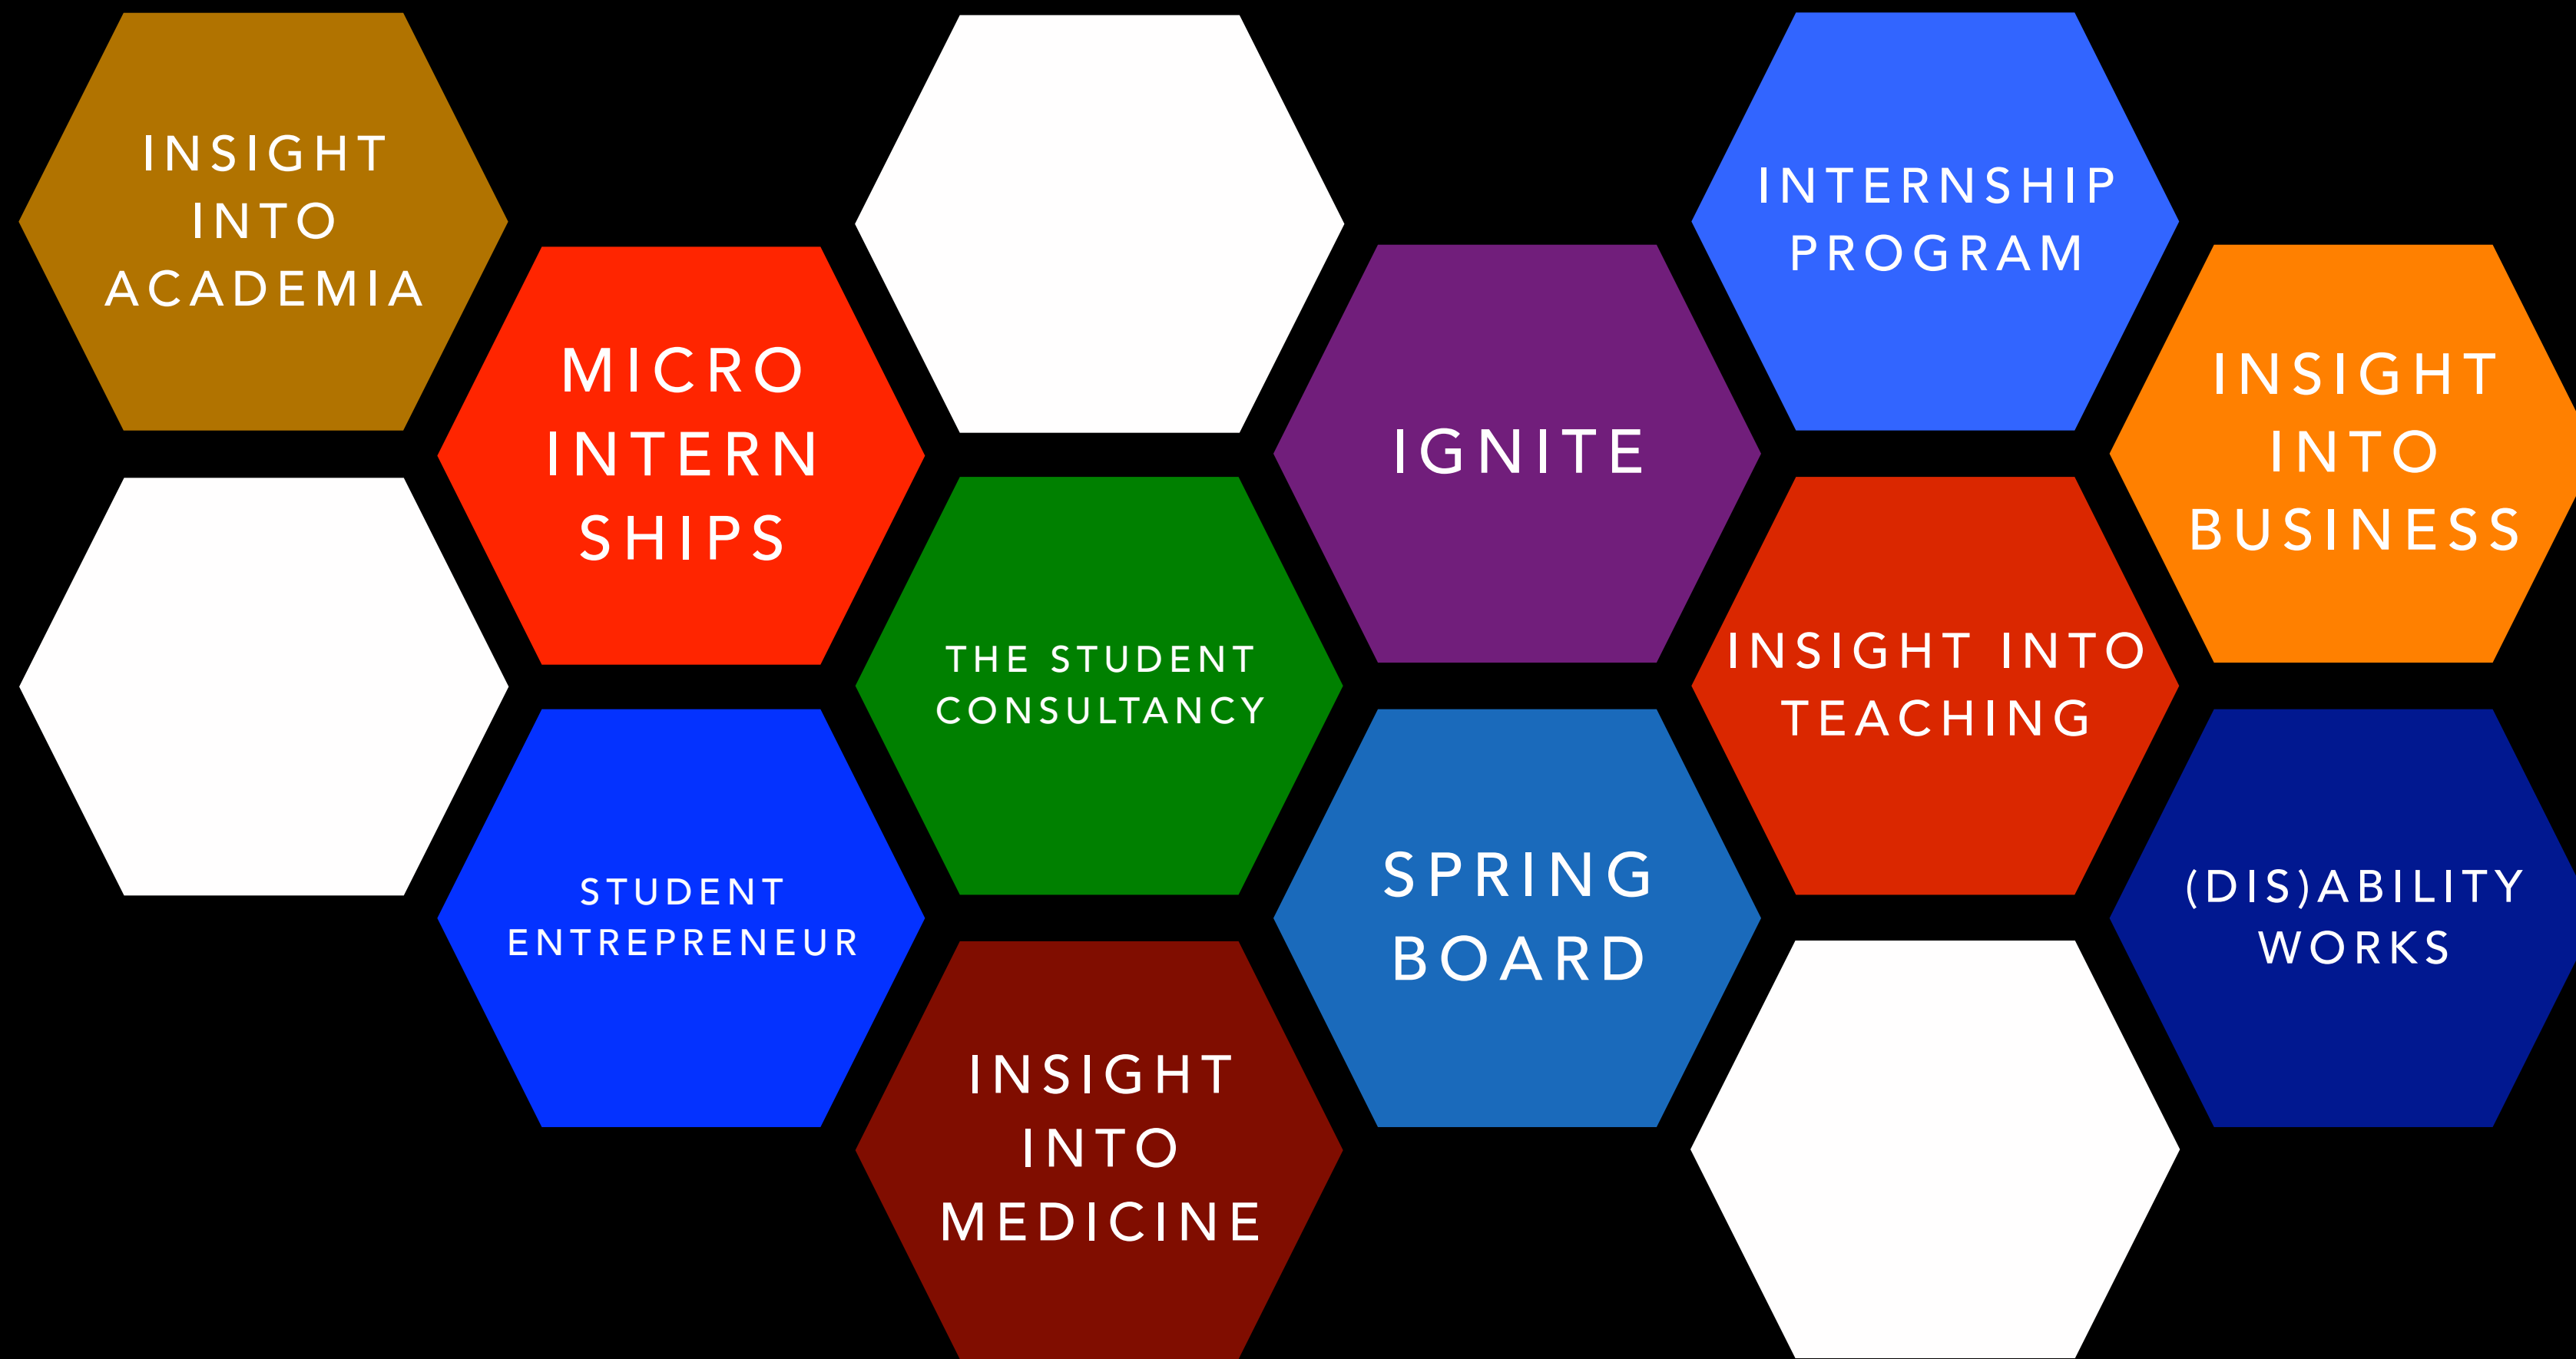 INSIGHT
INTO
ACADEMIA
MICRO
INTERN
SHIPS
STUDENT
ENTREPRENEUR
THE STUDENT
CONSULTANCY
INSIGHT
INTO
MEDICINE
IGNITE
SPRING
BOARD
INTERNSHIP
PROGRAM
INSIGHT INTO
TEACHING
INSIGHT
INTO
BUSINESS
(DIS)ABILITY
WORKS